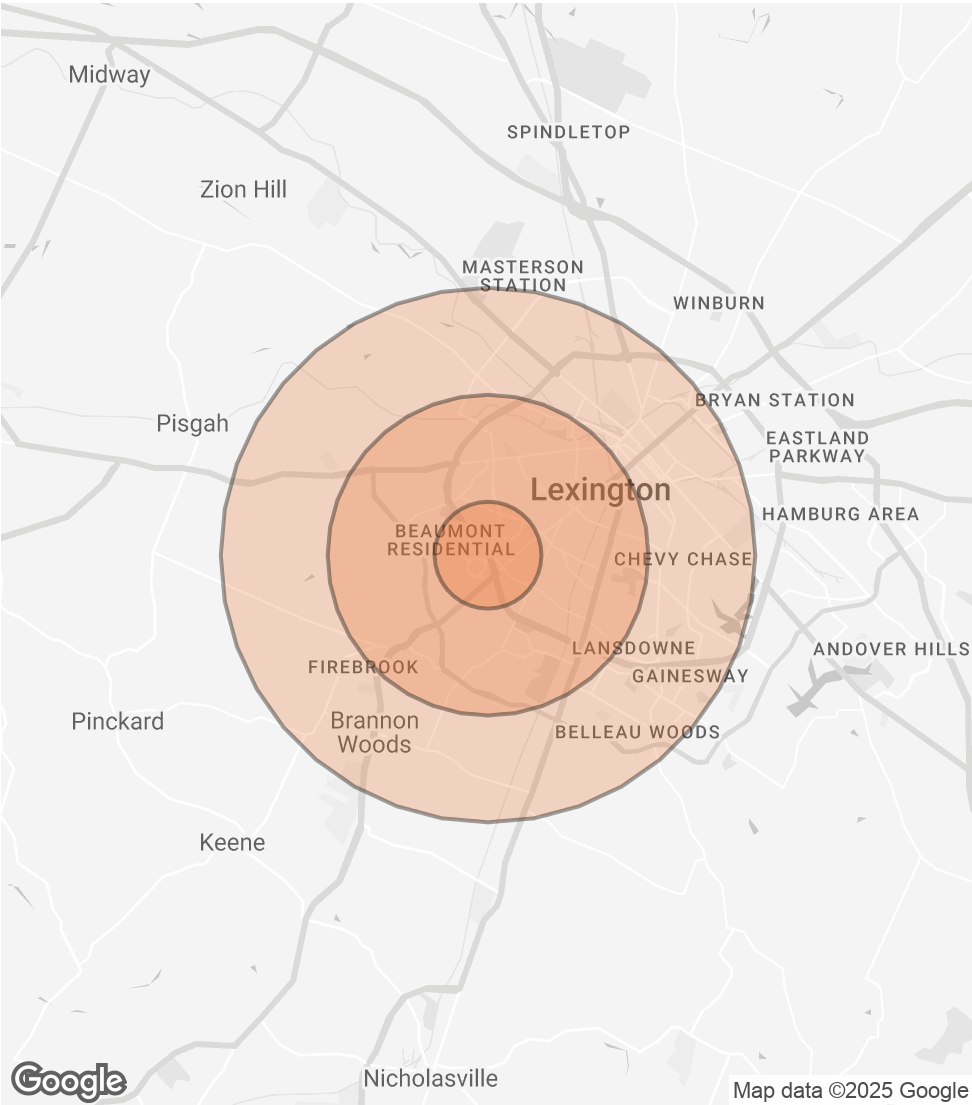 Midway
SPINDLETOP
Zion Hill
MASTERSON
STATION
WINBURN
BRYAN STATION
Pisgah
EASTLAND
PARKWAY
Lexington
HAMBURG AREA
BEAUMONT
RESIDENTIAL
CHEVY CHASE
LANSDOWNE
ANDOVER HILLS
FIREBROOK
GAINESWAY
Pinckard
Brannon
Woods
BELLEAU WOODS
Keene
Nicholasville
Google
Map data ©2025 Google